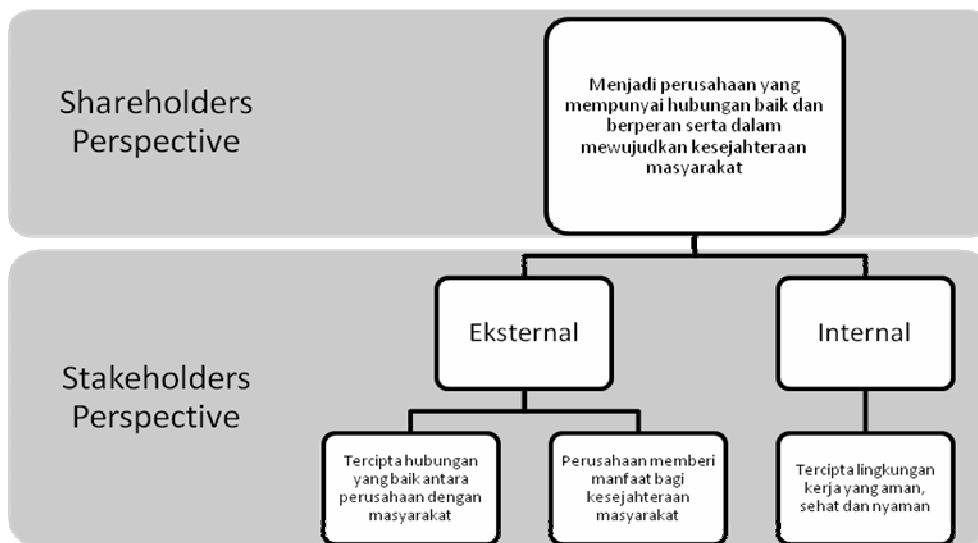 Shareholders
Perspective
Menjadi perusahaan yang
mempunyai hubungan baik dan
berperan serta dalam
mewujudkan kesejahteraan
masyarakat
Stakeholders
Perspective
Eksternal
Internal
Tercipta hubungan
yang baik antara
perusahaan dengan
masyarakat
Perusahaan memberi
manfaat bagi
kesejahteraan
masyarakat
Tercipta lingkungan
kerja yang aman,
sehat dan nyaman